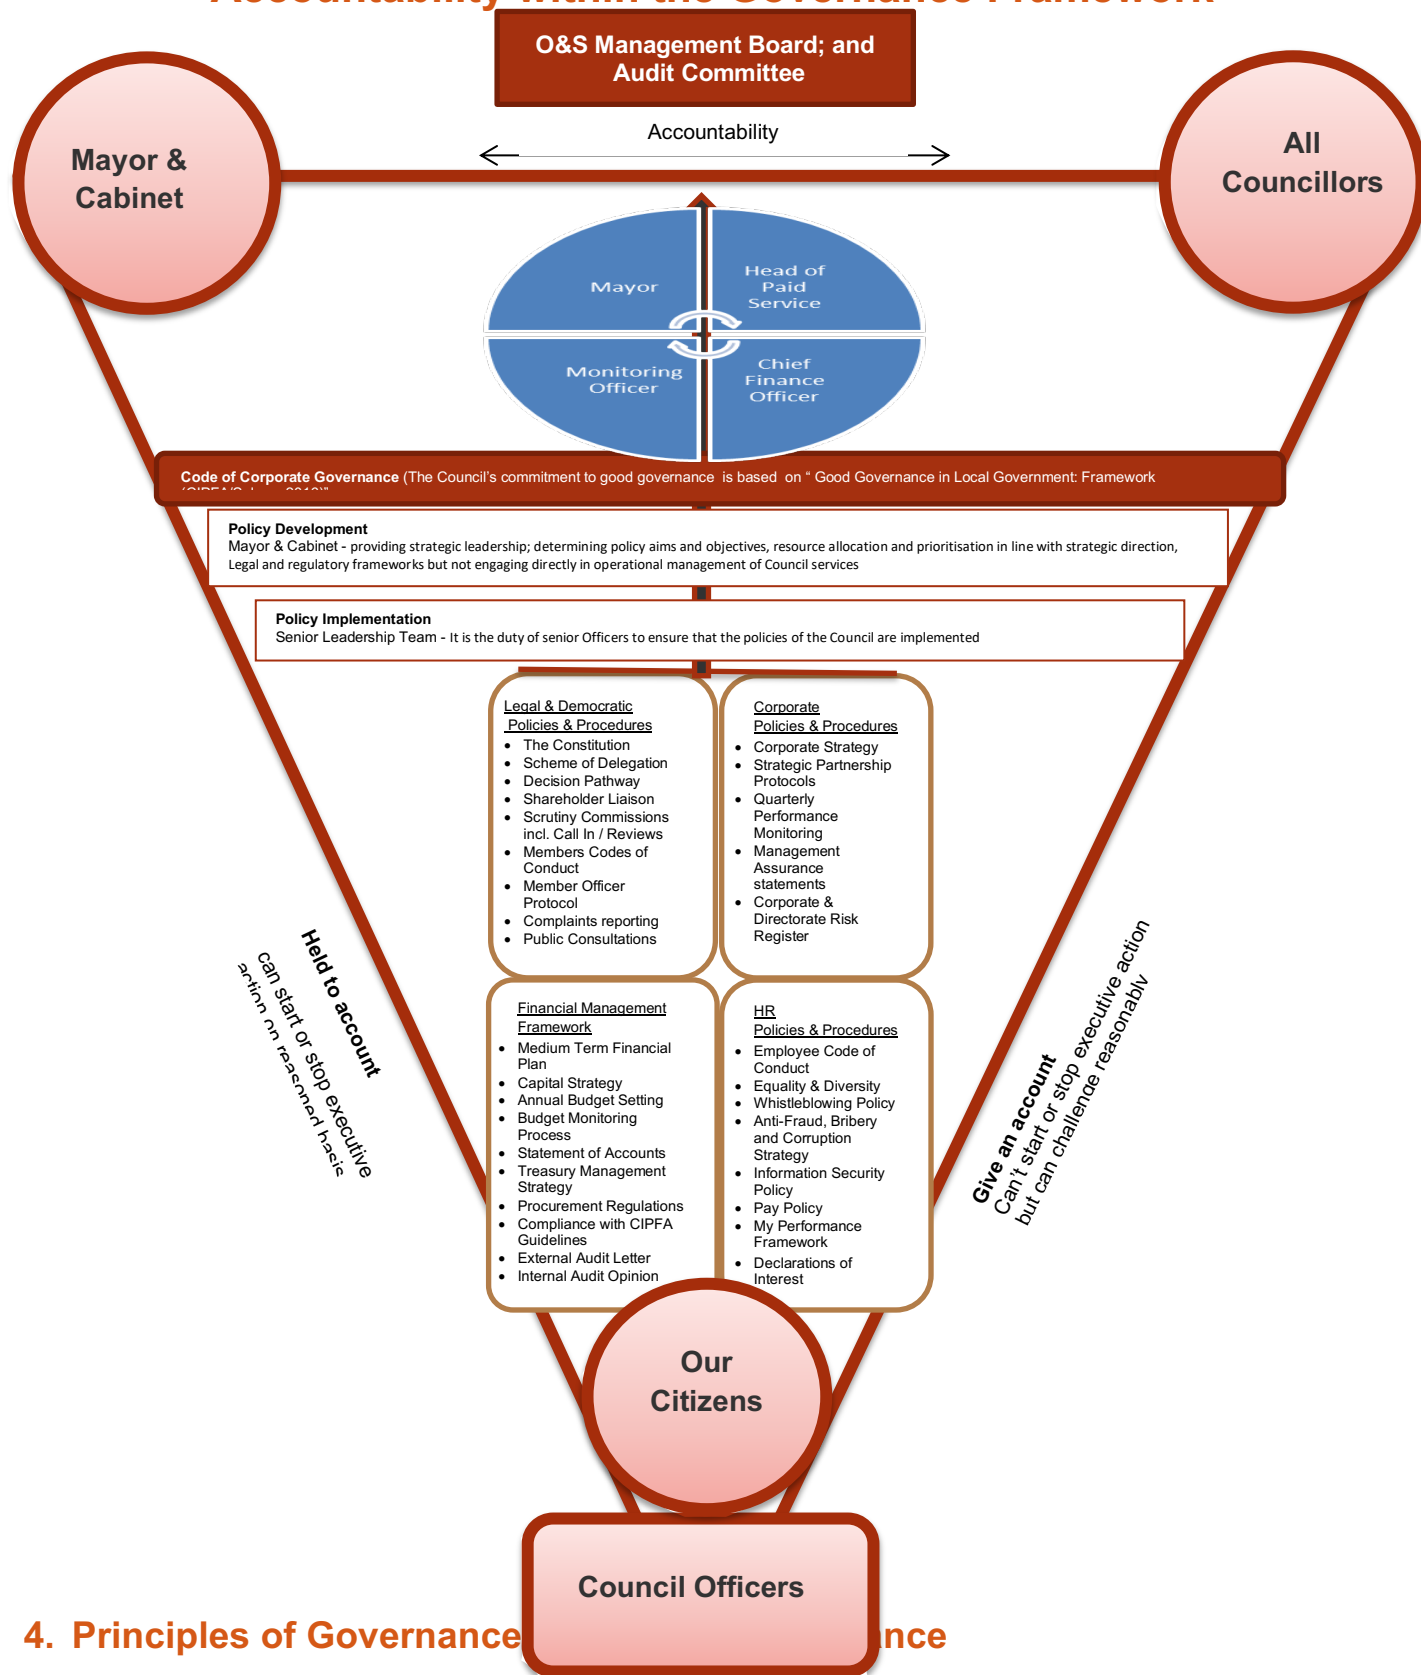 Accountability within the Governance Framework
O&S Management Board; and
Audit Committee
Accountability
Mayor &
Cabinet
All
Councillors
Mayor
Head of
Paid
Service
Monitoring
Officer
Chief
Finance
Officer
Code of Corporate Governance (The Council’s commitment to good governance is based on “ Good Governance in Local Government: Framework
Policy Development
Mayor & Cabinet - providing strategic leadership; determining policy aims and objectives, resource allocation and prioritisation in line with strategic direction,
Legal and regulatory frameworks but not engaging directly in operational management of Council services
Policy Implementation
Senior Leadership Team - It is the duty of senior Officers to ensure that the policies of the Council are implemented
Legal & Democratic
Policies & Procedures
• The Constitution
• Scheme of Delegation
• Decision Pathway
• Shareholder Liaison
• Scrutiny Commissions
incl. Call In / Reviews
• Members Codes of
Conduct
• Member Officer
Protocol
• Complaints reporting
• Public Consultations
Corporate
Policies & Procedures
• Corporate Strategy
• Strategic Partnership
Protocols
• Quarterly
Performance
Monitoring
• Management
Assurance
statements
• Corporate &
Directorate Risk
Register
Held to account
can start or stop executive
action on reasoned basis
Give an account
Can’t start or stop executive action
but can challenge reasonably
Financial Management
Framework
• Medium Term Financial
Plan
• Capital Strategy
• Annual Budget Setting
• Budget Monitoring
Process
• Statement of Accounts
• Treasury Management
Strategy
• Procurement Regulations
• Compliance with CIPFA
Guidelines
• External Audit Letter
• Internal Audit Opinion
HR
Policies & Procedures
• Employee Code of
Conduct
• Equality & Diversity
• Whistleblowing Policy
• Anti-Fraud, Bribery
and Corruption
Strategy
• Information Security
Policy
• Pay Policy
• My Performance
Framework
• Declarations of
Interest
Our
Citizens
Council Officers
4. Principles of Governance